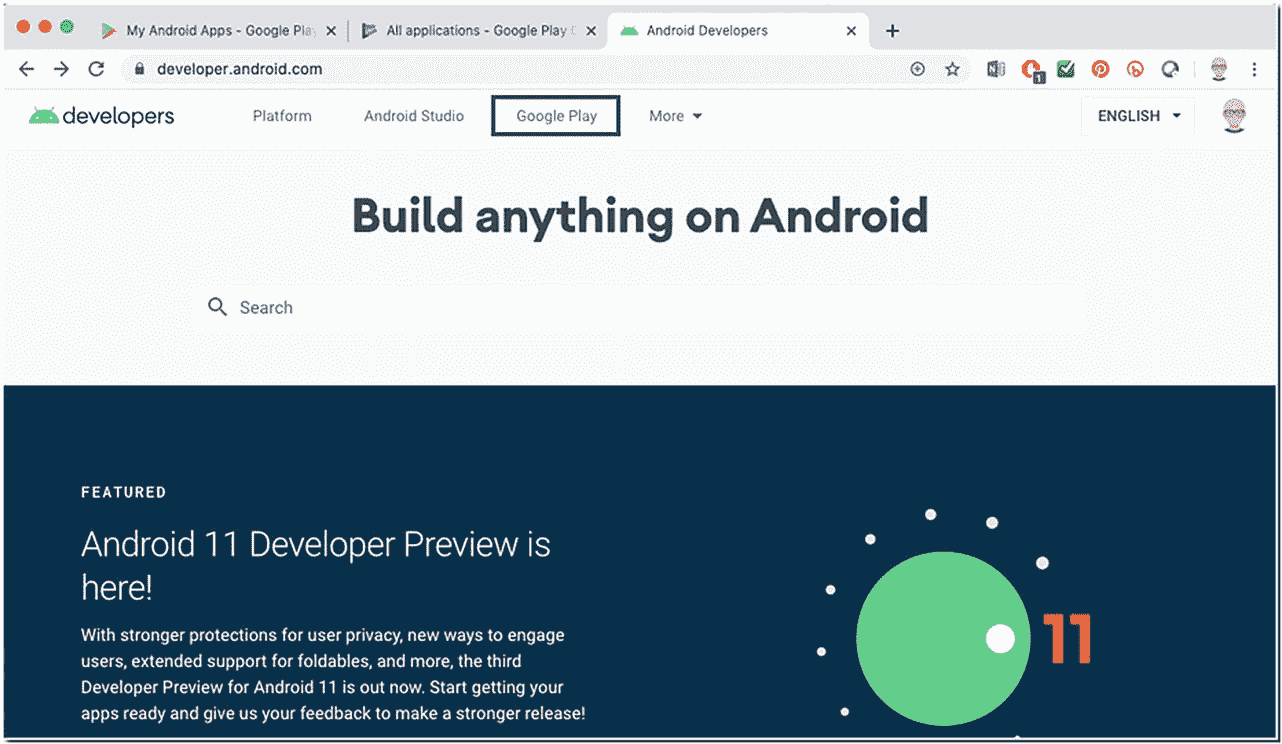 My Android Apps - Google Pla
All applications - Google Play C
Android Developers
developer.android.com
1
developers
Platform
Android Studio
Google Play
More
ENGLISH
Build anything on Android
Search
FEATURED
Android 11 Developer Preview is
here!
With stronger protections for user privacy, new ways to engage
users, extended support for foldables, and more, the third
Developer Preview for Android 11 is out now. Start getting your
apps ready and give us your feedback to make a stronger release!
11